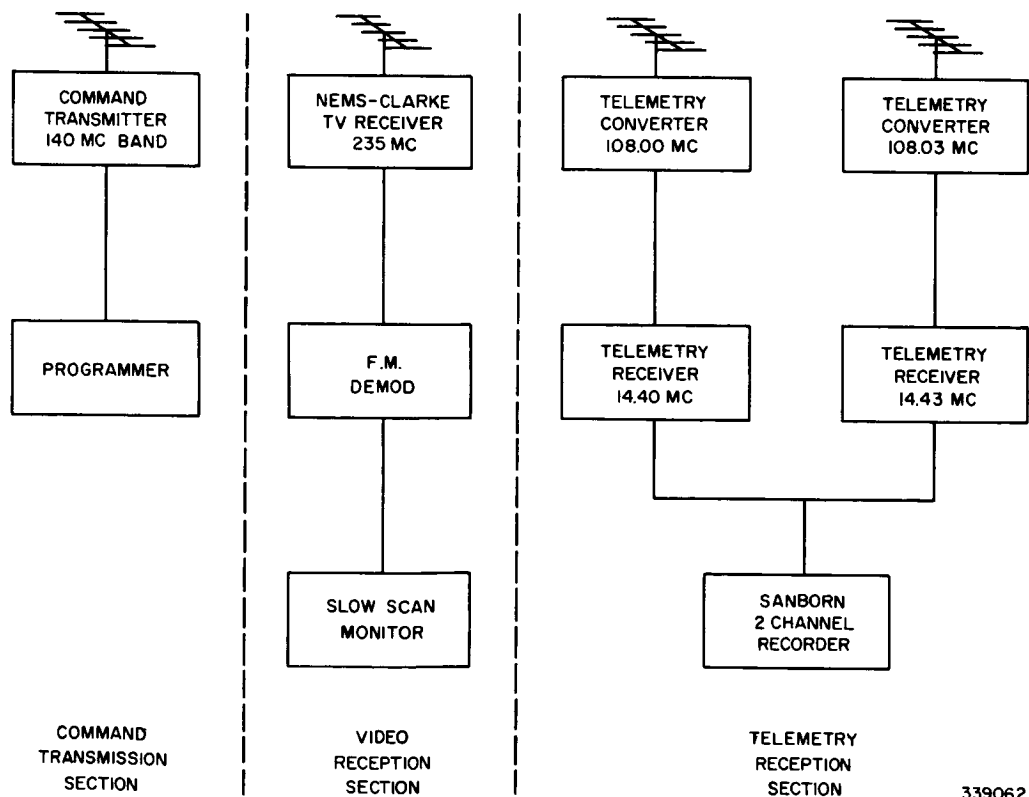 COMMAND
TRANSMITTER
140 MC BAND
NEMS-CLARKE
TV RECEIVER
235 MC
TELEMETRY
CONVERTER
108.00 MC
TELEMETRY
CONVERTER
108.03 MC
PROGRAMMER
F.M.
DEMOD
TELEMETRY
RECEIVER
14.40 MC
TELEMETRY
RECEIVER
14.43 MC
SLOW SCAN
MONITOR
SANBORN
2 CHANNEL
RECORDER
COMMAND
TRANSMISSION
SECTION
VIDEO
RECEPTION
SECTION
TELEMETRY
RECEPTION
SECTION
339062